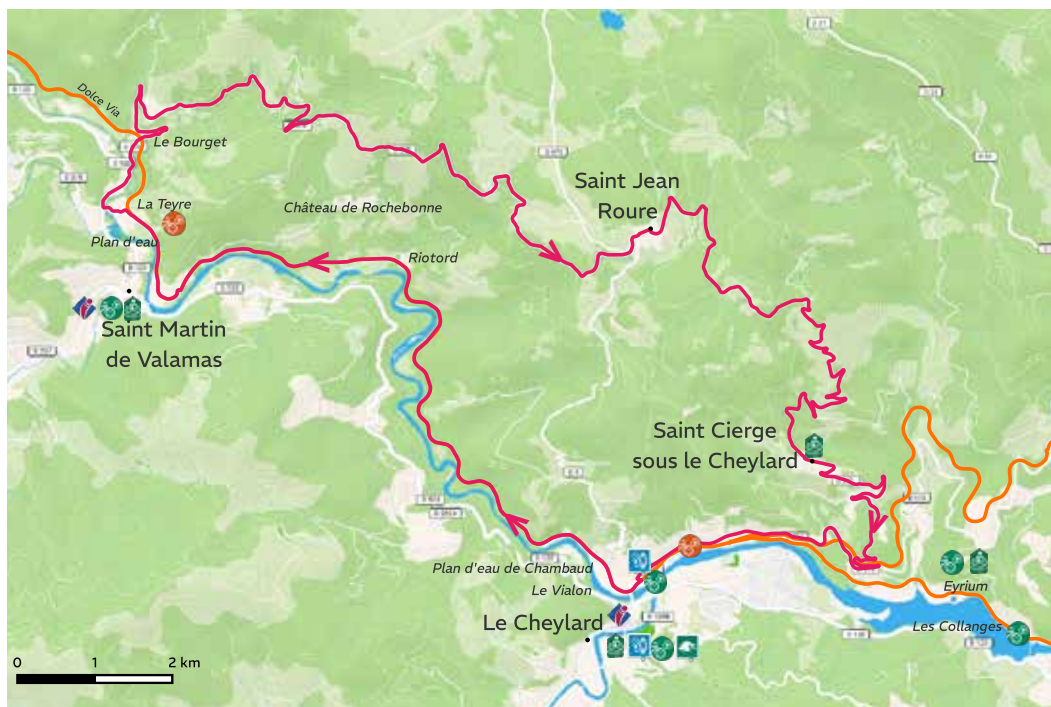 Dolce Via
Le Bourget
La Teyre
Château de Rochebonne
Saint Jean
Roure
Plan d'eau
Riotord
Saint Martin
de Valamas
Saint Cierge
sous le Cheylard
Plan d'eau de Chambaud
Le Vialon
Eyrium
Le Cheylard
Les Collanges
0 1 2 km